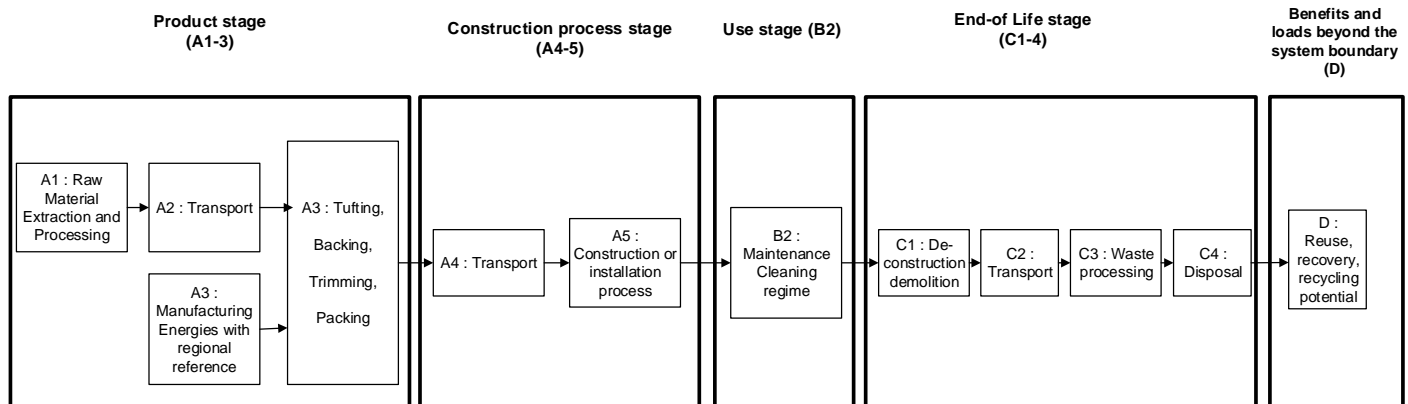 Product stage
(A1-3)
Construction process stage
(A4-5)
Use stage (B2)
End-of Life stage
(C1-4)
Benefits and
loads beyond the
system boundary
(D)
A1 : Raw
Material
Extraction and
Processing
A2 : Transport
A3 :
Manufacturing
Energies with
regional
reference
A3 : Tufting,
Backing,
Trimming,
Packing
A4 : Transport
A5 :
Construction or
installation
process
B2 :
Maintenance
Cleaning
regime
C1 : De-
construction
demolition
C2 :
Transport
C3 : Waste
processing
C4 :
Disposal
D :
Reuse,
recovery,
recycling
potential